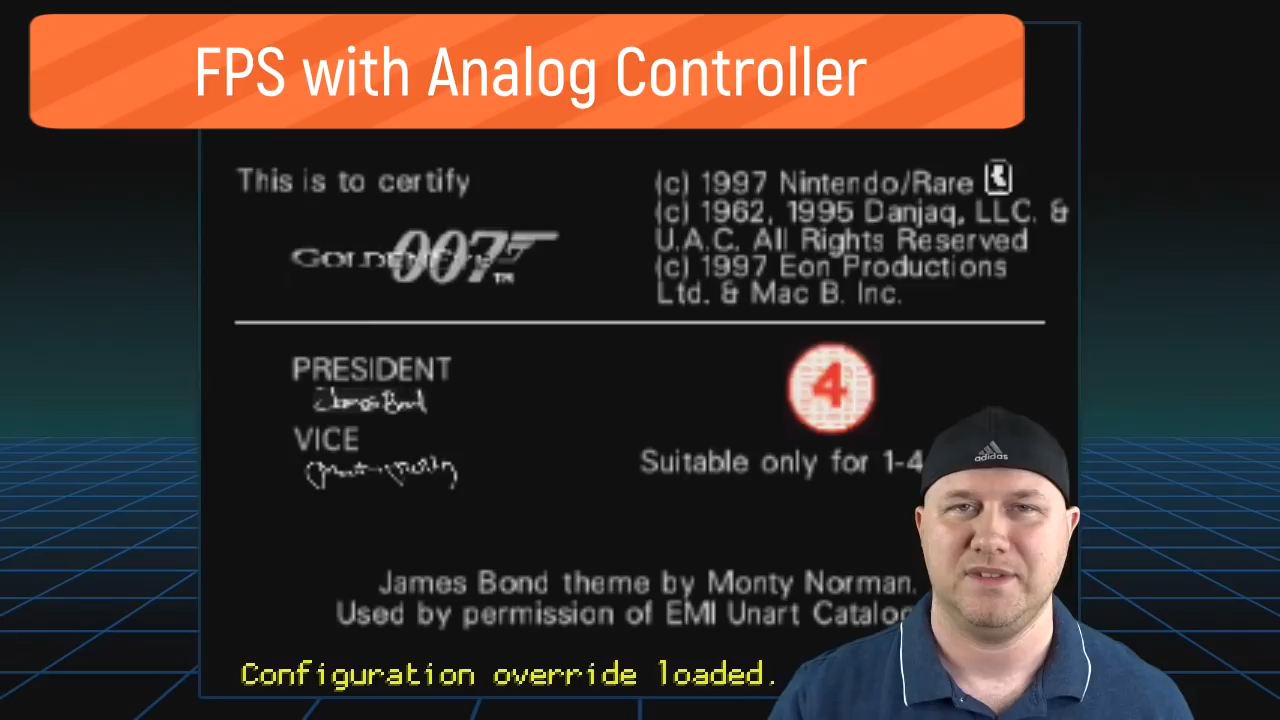 FPS with Analog Controller
This is to certify
GOLDENEYE 007 TM
(c) 1997 Nintendo/Rare
(c) 1962, 1995 Danjaq, LLC. &
U.A.C. All Rights Reserved
(c) 1997 Eon Productions
Ltd. & Mac B. Inc.
PRESIDENT
VICE
4
Suitable only for 1-4
adidas
James Bond theme by Monty Norman.
Used by permission of EMI Unart Catalog
Configuration override loaded.